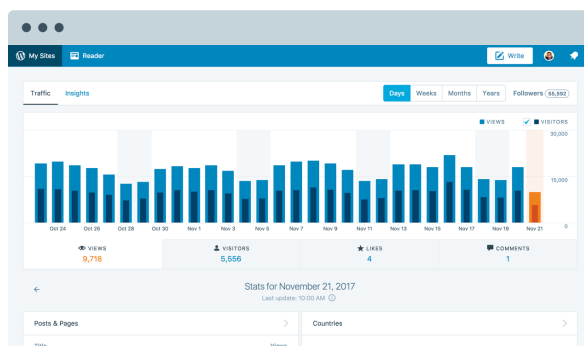 My Sites Reader Write
Traffic Insights Days Weeks Months Years Followers 56,592
VIEWS VISITORS
30,000
15,000
0
Oct 24 Oct 26 Oct 28 Oct 30 Nov 1 Nov 3 Nov 5 Nov 7 Nov 9 Nov 11 Nov 13 Nov 15 Nov 17 Nov 19 Nov 21
VIEWS VISITORS LIKES COMMENTS
9,718 5,556 4 1
Stats for November 21, 2017
Last update: 10:00 AM
Posts & Pages Countries
Title Views